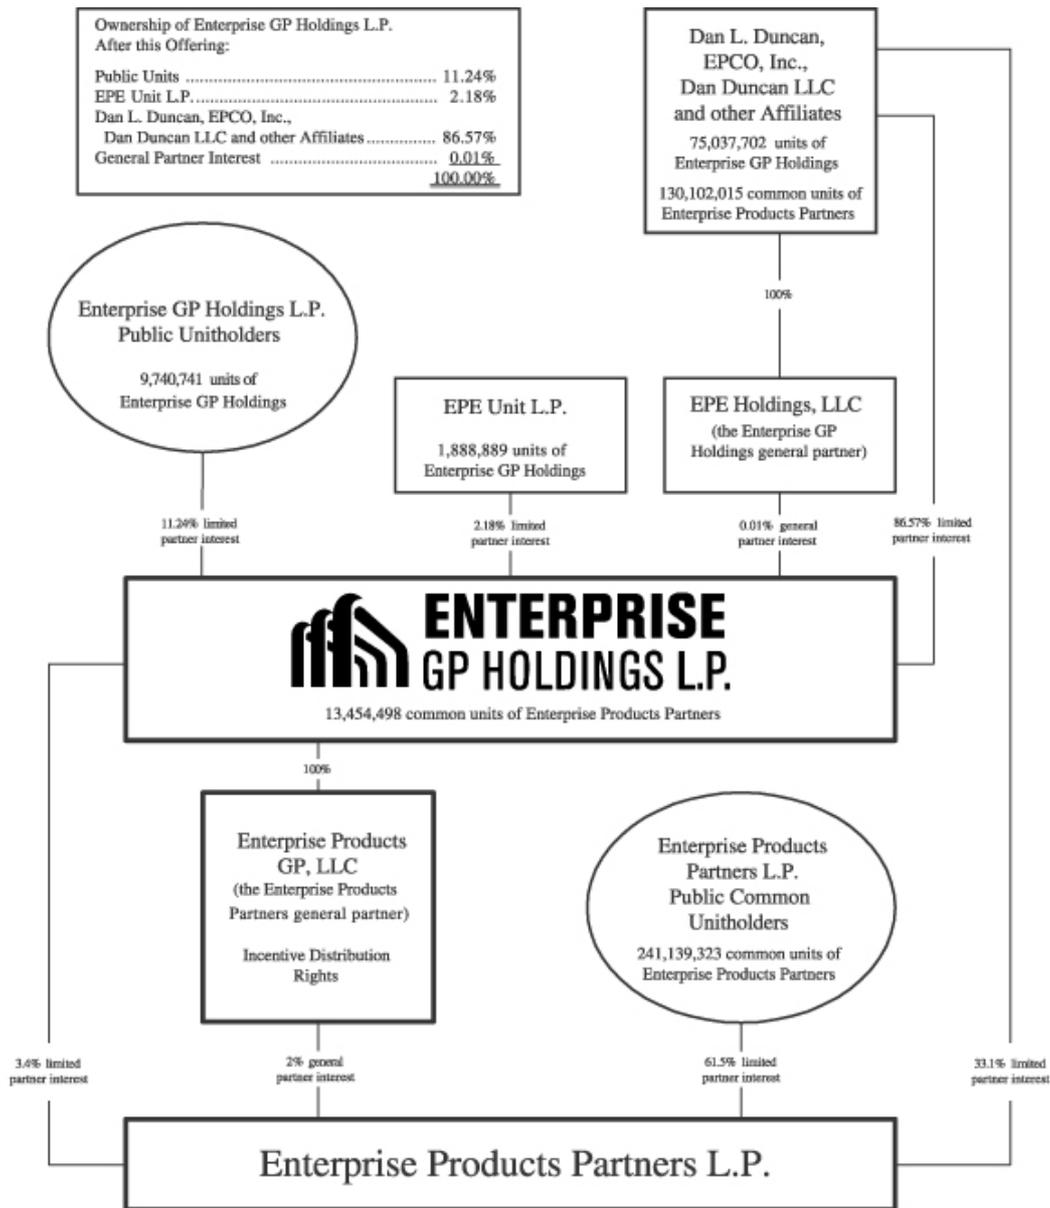 Ownership of Enterprise GP Holdings L.P.
After this Offering:
Public Units ........................................................ 11.24%
EPE Unit L.P....................................................... 2.18%
Dan L. Duncan, EPCO, Inc.,
Dan Duncan LLC and other Affiliates............... 86.57%
General Partner Interest ..................................... 0.01%
100.00%
Dan L. Duncan,
EPCO, Inc.,
Dan Duncan LLC
and other Affiliates
75,037,702 units of
Enterprise GP Holdings
130,102,015 common units of
Enterprise Products Partners
100%
Enterprise GP Holdings L.P.
Public Unitholders
9,740,741 units of
Enterprise GP Holdings
EPE Unit L.P.
1,888,889 units of
Enterprise GP Holdings
EPE Holdings, LLC
(the Enterprise GP
Holdings general partner)
11.24% limited
partner interest
2.18% limited
partner interest
0.01% general
partner interest
86.57% limited
partner interest
ENTERPRISE
GP HOLDINGS L.P.
13,454,498 common units of Enterprise Products Partners
100%
Enterprise Products
GP, LLC
(the Enterprise Products
Partners general partner)
Incentive Distribution
Rights
Enterprise Products
Partners L.P.
Public Common
Unitholders
241,139,323 common units of
Enterprise Products Partners
3.4% limited
partner interest
2% general
partner interest
61.5% limited
partner interest
33.1% limited
partner interest
Enterprise Products Partners L.P.